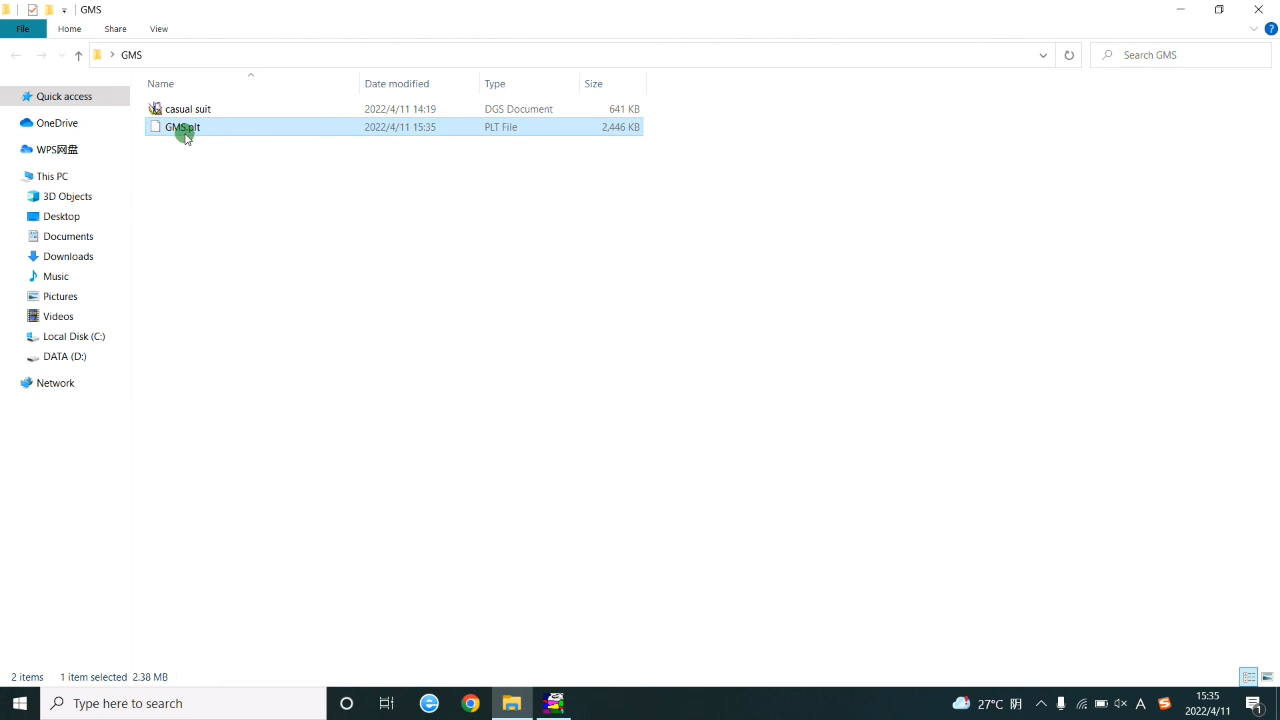 GMS
File Home Share View
GMS
Search GMS
Name Date modified Type Size
casual suit 2022/4/11 14:19 DGS Document 641 KB
GMS.plt 2022/4/11 15:35 PLT File 2,446 KB
Quick access
OneDrive
WPS网盘
This PC
3D Objects
Desktop
Documents
Downloads
Music
Pictures
Videos
Local Disk (C:)
DATA (D:)
Network
2 items 1 item selected 2.38 MB
Type here to search
27°C 阴
A
15:35
2022/4/11
1